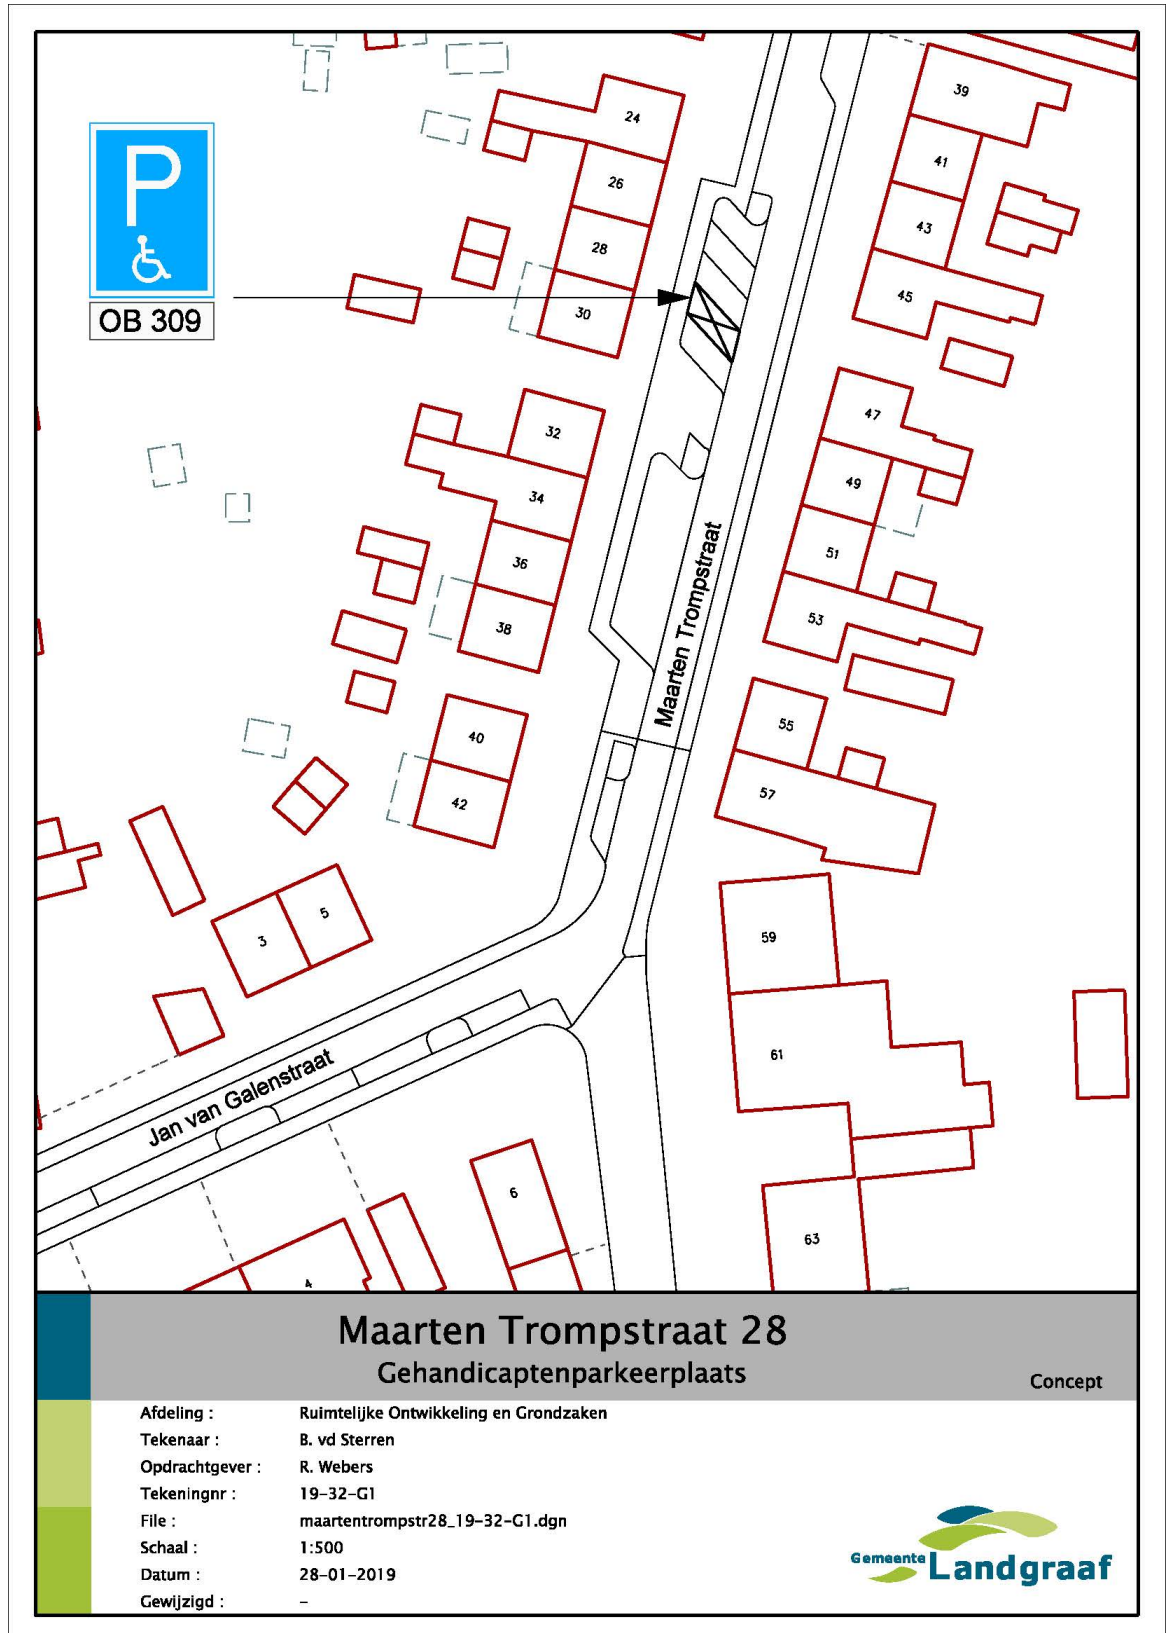 P
OB 309
24
26
28
30
32
34
36
38
40
42
39
41
43
45
47
49
51
53
55
57
59
61
63
3
5
6
4
Maarten Trompstraat
Jan van Galenstraat
Maarten Trompstraat 28
Gehandicaptenparkeerplaats
Concept
Afdeling : Ruimtelijke Ontwikkeling en Grondzaken
Tekenaar : B. vd Sterren
Opdrachtgever : R. Webers
Tekeningnr : 19-32-G1
File : maartentrompstr28_19-32-G1.dgn
Schaal : 1:500
Datum : 28-01-2019
Gewijzigd : -
Gemeente Landgraaf